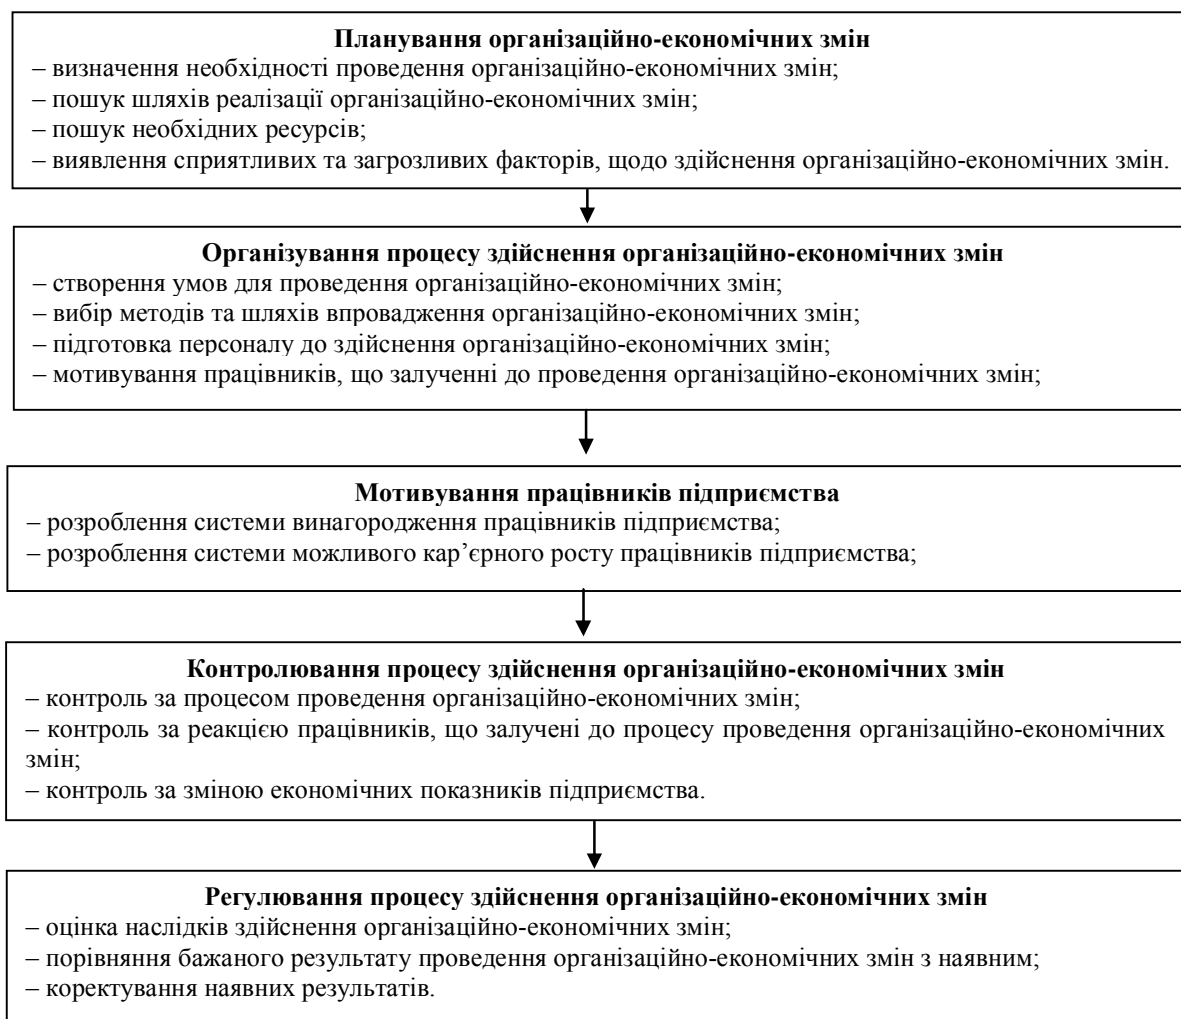 Планування організаційно-економічних змін
– визначення необхідності проведення організаційно-економічних змін;
– пошук шляхів реалізації організаційно-економічних змін;
– пошук необхідних ресурсів;
– виявлення сприятливих та загрозливих факторів, щодо здійснення організаційно-економічних змін.
Організування процесу здійснення організаційно-економічних змін
– створення умов для проведення організаційно-економічних змін;
– вибір методів та шляхів впровадження організаційно-економічних змін;
– підготовка персоналу до здійснення організаційно-економічних змін;
– мотивування працівників, що залученні до проведення організаційно-економічних змін;
Мотивування працівників підприємства
– розроблення системи винагородження працівників підприємства;
– розроблення системи можливого кар’єрного росту працівників підприємства;
Контролювання процесу здійснення організаційно-економічних змін
– контроль за процесом проведення організаційно-економічних змін;
– контроль за реакцією працівників, що залучені до процесу проведення організаційно-економічних
змін;
– контроль за зміною економічних показників підприємства.
Регулювання процесу здійснення організаційно-економічних змін
– оцінка наслідків здійснення організаційно-економічних змін;
– порівняння бажаного результату проведення організаційно-економічних змін з наявним;
– коректування наявних результатів.